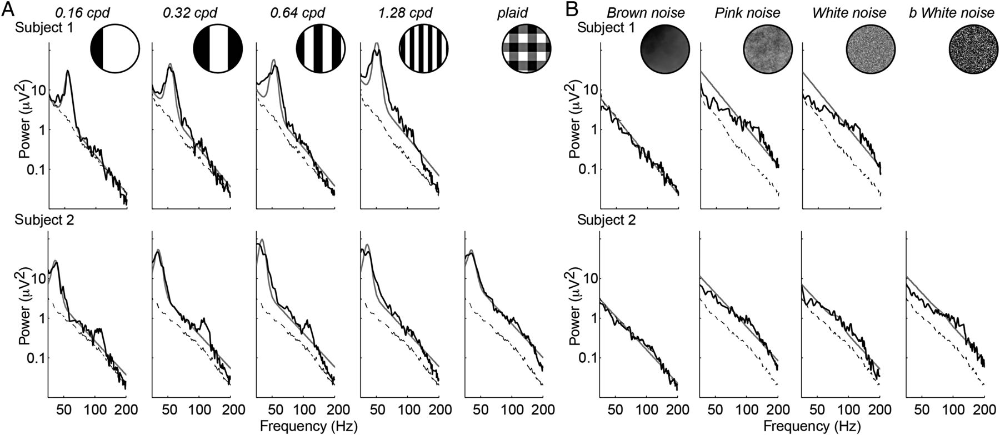 A
0.16 cpd 0.32 cpd 0.64 cpd 1.28 cpd plaid
Subject 1
Power (µV2)
10
1
0.1
Subject 2
Power (µV2)
10
1
0.1
50 100 200 50 100 200 50 100 200 50 100 200 50 100 200
Frequency (Hz)
B
Brown noise Pink noise White noise b White noise
Subject 1
Power (µV2)
10
1
0.1
Subject 2
Power (µV2)
10
1
0.1
50 100 200 50 100 200 50 100 200 50 100 200
Frequency (Hz)